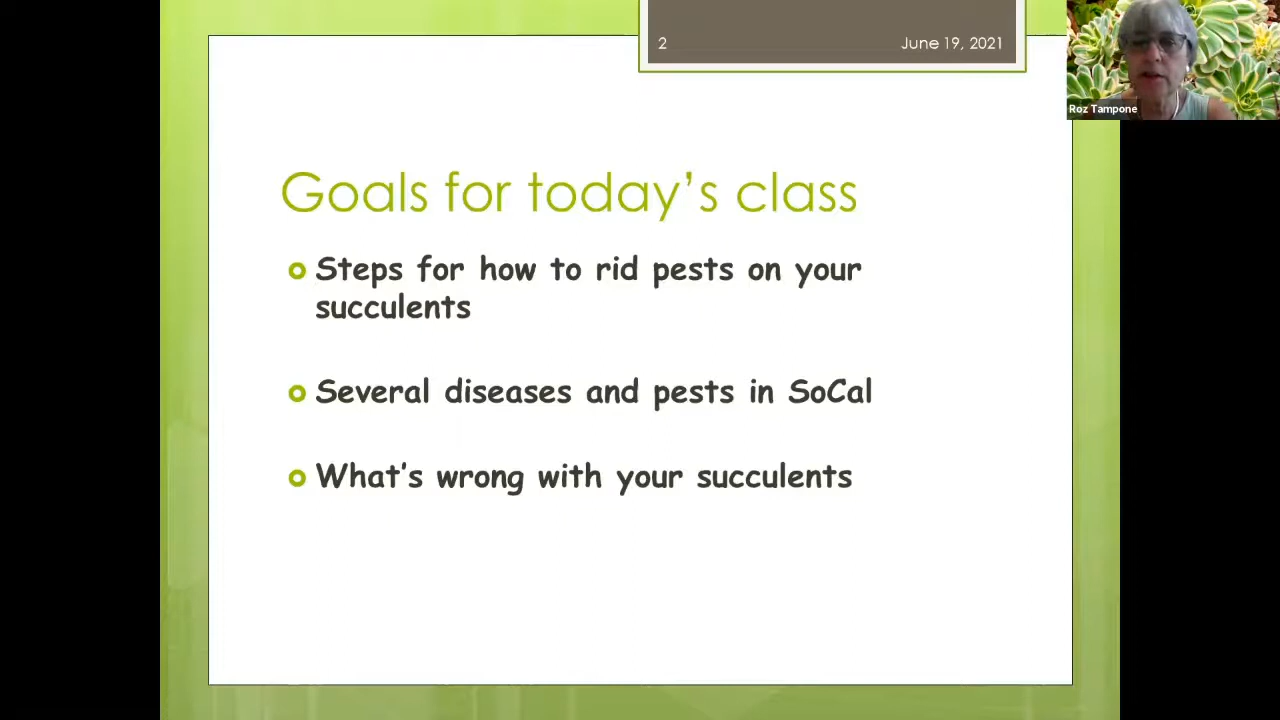 2
June 19, 2021
Roz Tampone
Goals for today's class
Steps for how to rid pests on your
succulents
Several diseases and pests in SoCal
What's wrong with your succulents